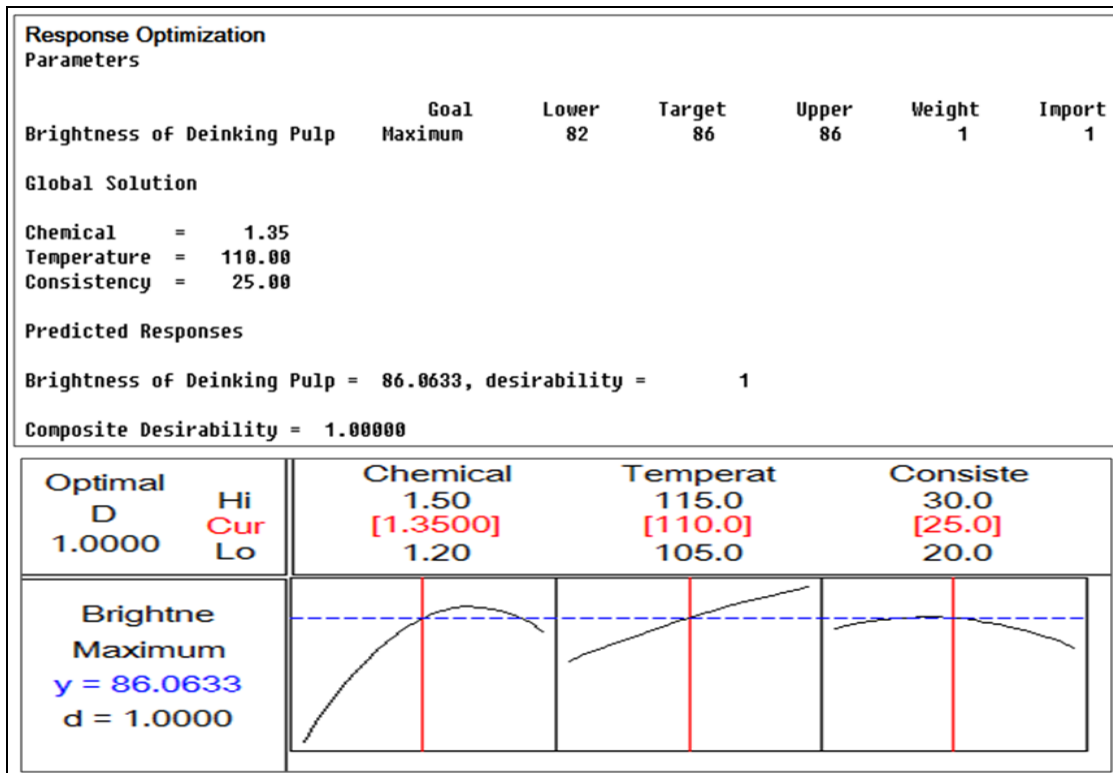 Response Optimization
Parameters
Goal Lower Target Upper Weight Import
Brightness of Deinking Pulp Maximum 82 86 86 1 1
Global Solution
Chemical = 1.35
Temperature = 110.00
Consistency = 25.00
Predicted Responses
Brightness of Deinking Pulp = 86.0633, desirability = 1
Composite Desirability = 1.00000
Optimal
D
1.0000
Hi
Cur
Lo
Chemical
1.50
[1.3500]
1.20
Temperat
115.0
[110.0]
105.0
Consiste
30.0
[25.0]
20.0
Brightne
Maximum
y = 86.0633
d = 1.0000